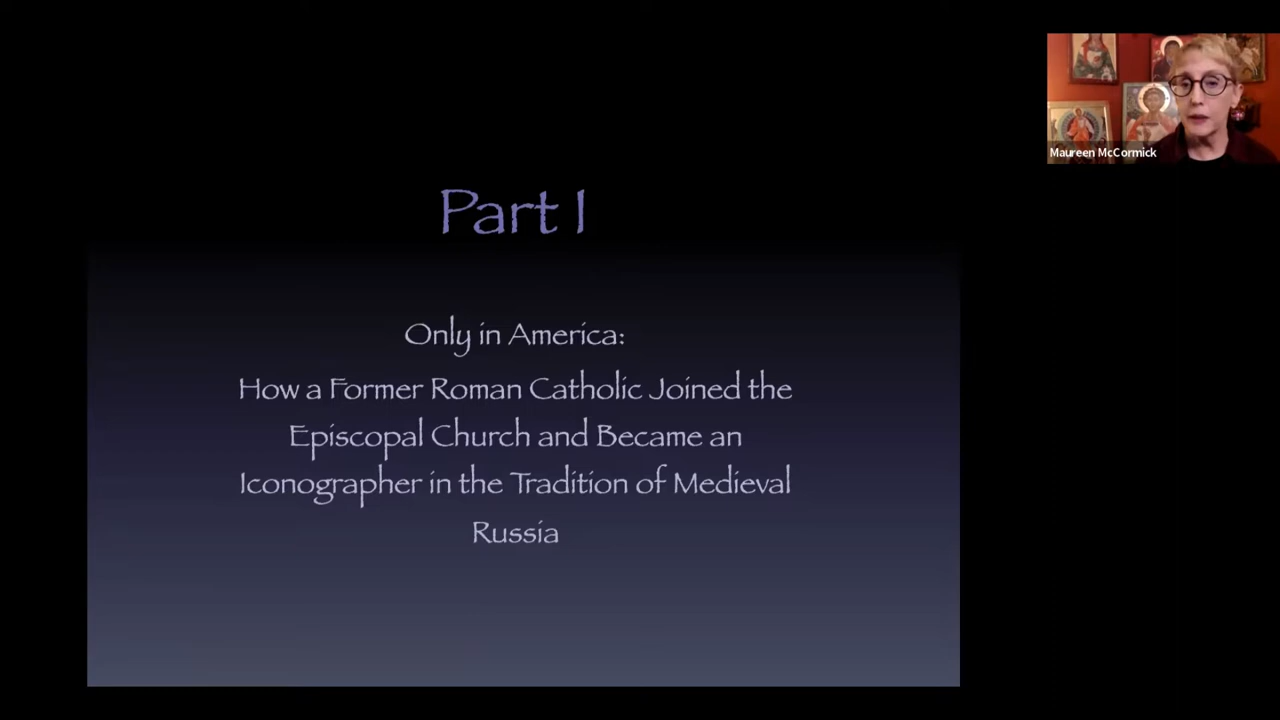 Part I
Only in America:
How a Former Roman Catholic Joined the
Episcopal Church and Became an
Iconographer in the Tradition of Medieval
Russia
Maureen McCormick